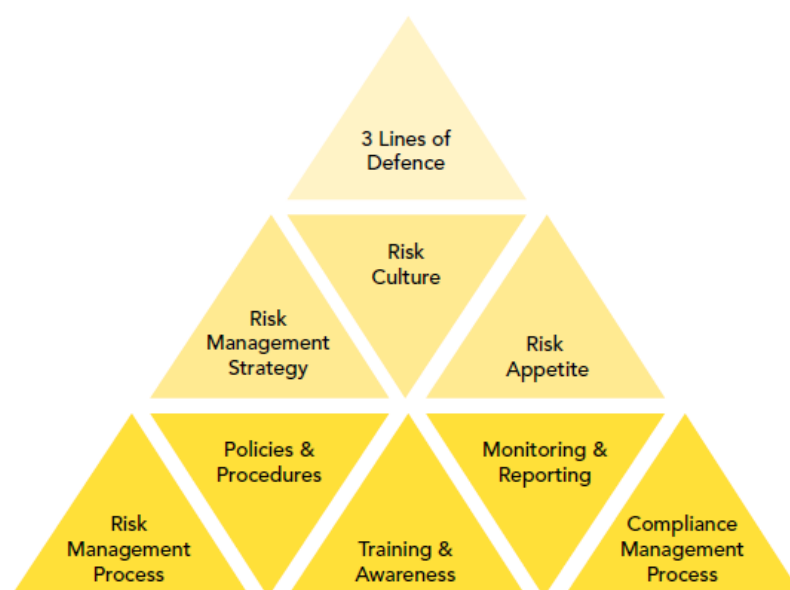 3 Lines of
Defence
Risk
Culture
Risk
Management
Strategy
Risk
Appetite
Policies &
Procedures
Monitoring &
Reporting
Risk
Management
Process
Training &
Awareness
Compliance
Management
Process